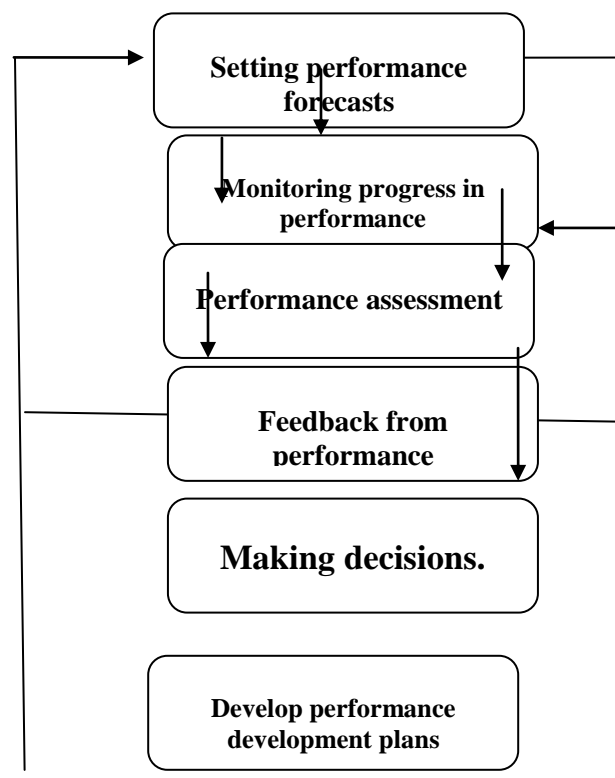 Setting performance
forecasts
Monitoring progress in
performance
Performance assessment
Feedback from
performance
Making decisions.
Develop performance
development plans